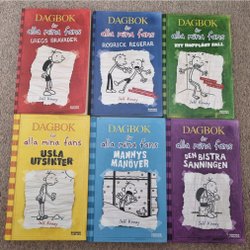 DAGBOK
för
alla mina fans
GREGS BRAVADER
Jeff Kinney
DAGBOK
för
alla mina fans
RODRICK REGERAR
Jeff Kinney
DAGBOK
för
alla mina fans
ETT HOPPLÖST FALL
Jeff Kinney
DAGBOK
för
alla mina fans
USLA
UTSIKTER
Jeff Kinney
DAGBOK
för
alla mina fans
MANNYS
MANÖVER
Jeff Kinney
DAGBOK
för
alla mina fans
DEN BISTRA
SANNINGEN
Jeff Kinney